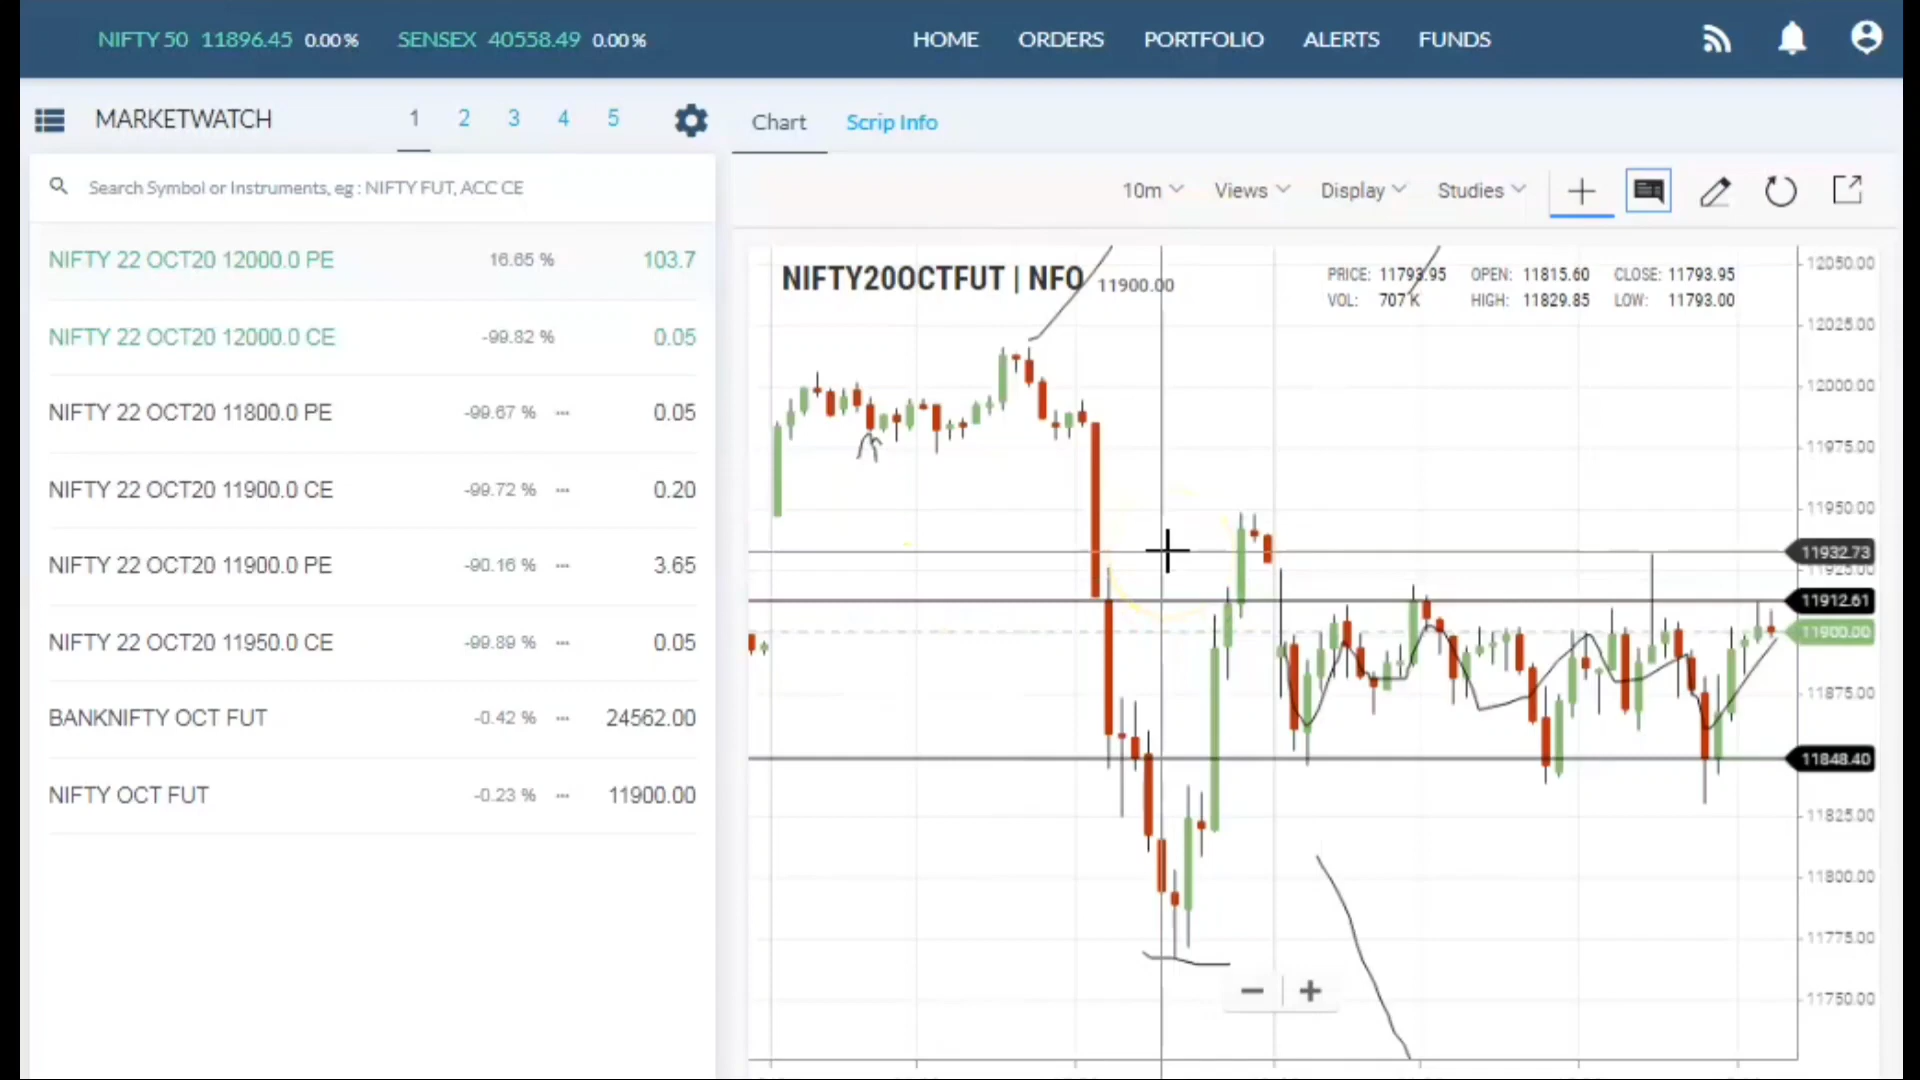 NIFTY 50 11896.45 0.00 % SENSEX 40558.49 0.00 % HOME ORDERS PORTFOLIO ALERTS FUNDS
MARKETWATCH 1 2 3 4 5 Chart Scrip Info
Search Symbol or Instruments, eg : NIFTY FUT, ACC CE
10m Views Display Studies
NIFTY 22 OCT20 12000.0 PE 16.65 % 103.7
NIFTY 22 OCT20 12000.0 CE -99.82 % 0.05
NIFTY 22 OCT20 11800.0 PE -99.67 % 0.05
NIFTY 22 OCT20 11900.0 CE -99.72 % 0.20
NIFTY 22 OCT20 11900.0 PE -90.16 % 3.65
NIFTY 22 OCT20 11950.0 CE -99.89 % 0.05
BANKNIFTY OCT FUT -0.42 % 24562.00
NIFTY OCT FUT -0.23 % 11900.00
NIFTY20OCTFUT | NFO 11900.00
PRICE: 11793.95 OPEN: 11815.60 CLOSE: 11793.95
VOL: 707 K HIGH: 11829.85 LOW: 11793.00
12050.00
12025.00
12000.00
11975.00
11950.00
11932.73
11925.00
11912.61
11900.00
11875.00
11848.40
11825.00
11800.00
11775.00
11750.00